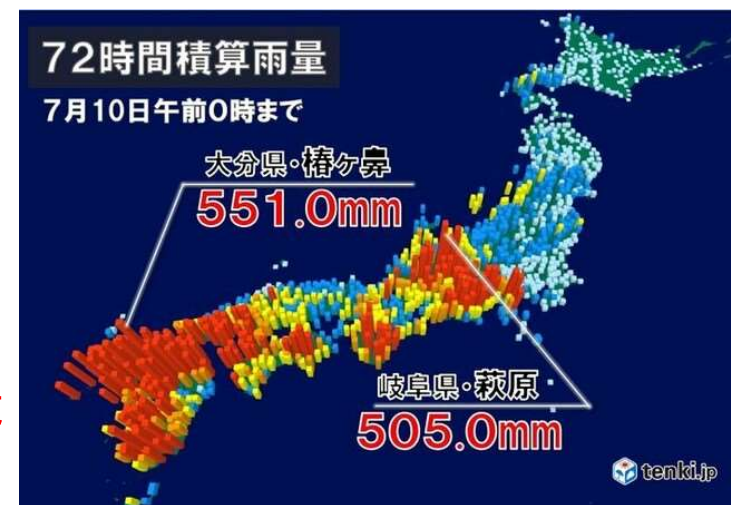 72時間積算雨量
7月10日午前0時まで
大分県・椿ヶ鼻
551.0mm
岐阜県・萩原
505.0mm
tenki.jp